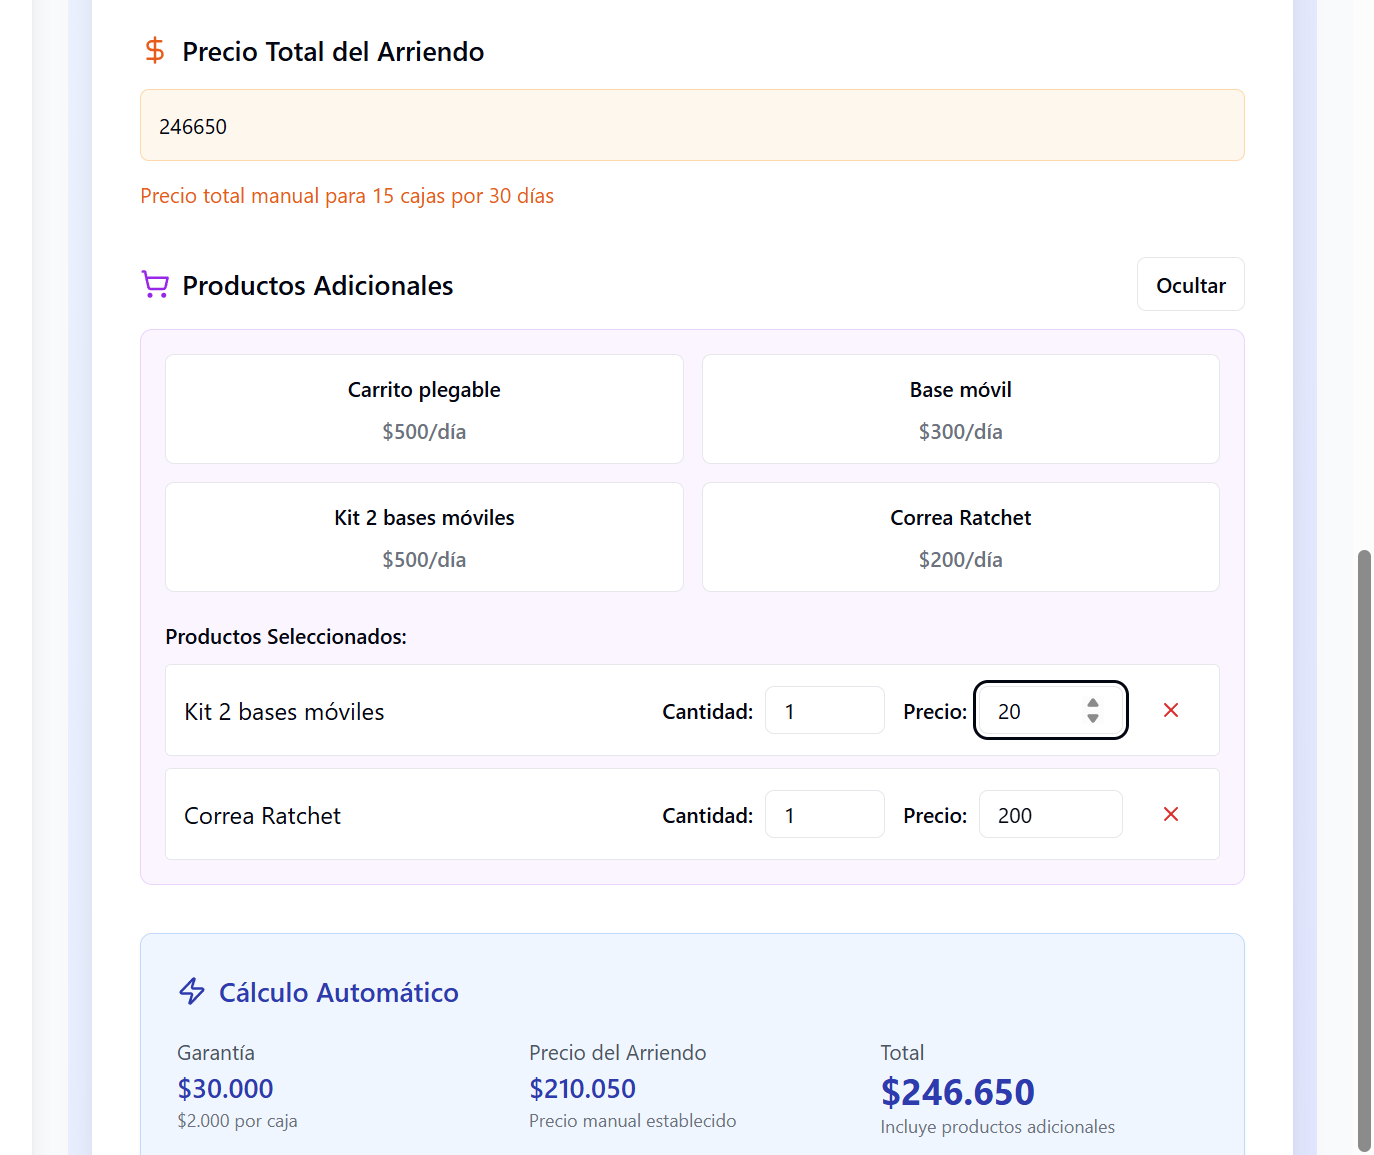 Precio Total del Arriendo
246650
Precio total manual para 15 cajas por 30 días
Productos Adicionales
Ocultar
Carrito plegable
$500/día
Base móvil
$300/día
Kit 2 bases móviles
$500/día
Correa Ratchet
$200/día
Productos Seleccionados:
Kit 2 bases móviles Cantidad: 1 Precio: 20
Correa Ratchet Cantidad: 1 Precio: 200
Cálculo Automático
Garantía
$30.000
$2.000 por caja
Precio del Arriendo
$210.050
Precio manual establecido
Total
$246.650
Incluye productos adicionales